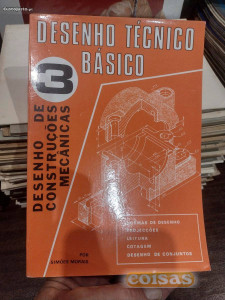 DESENHO TÉCNICO
BÁSICO
3
DESENHO DE
CONSTRUÇÕES
MECÂNICAS
NORMAS DE DESENHO
PROJECÇÕES
LEITURA
COTAGEM
DESENHO DE CONJUNTOS
POR
SIMÕES MORAIS
coisas